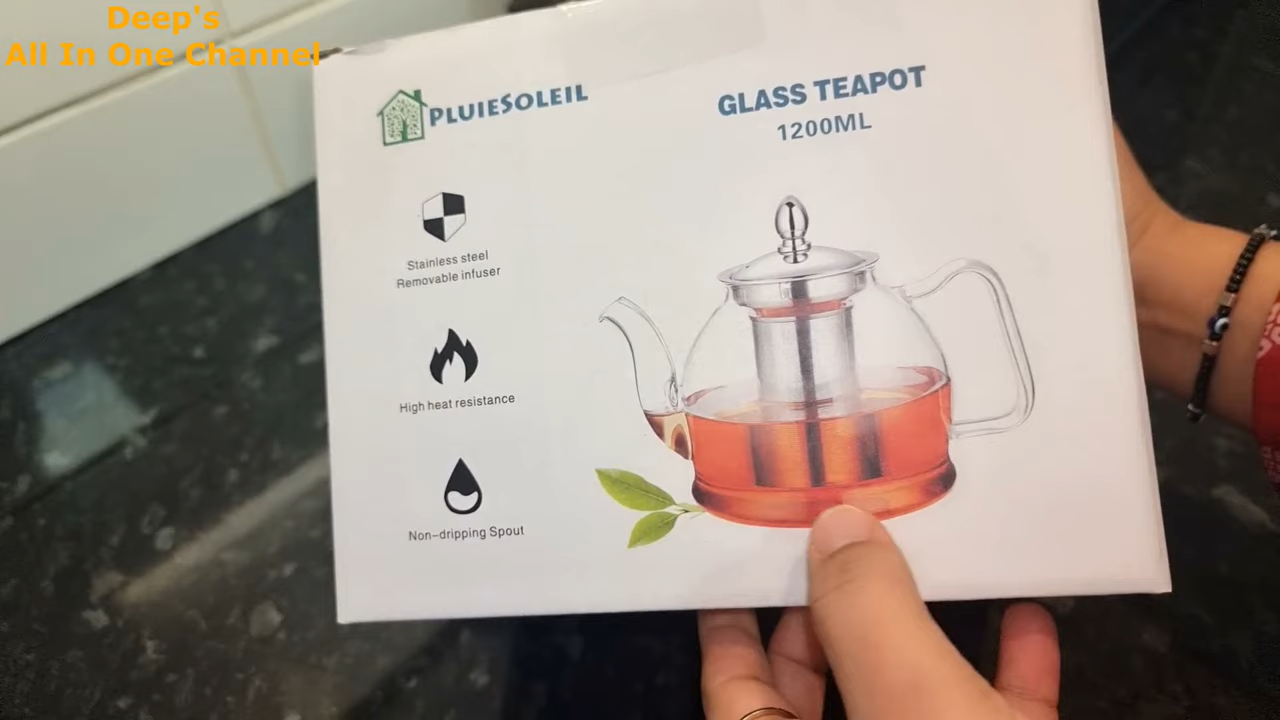 Deep's
All In One Channel
PLUIESOLEIL
GLASS TEAPOT
1200ML
Stainless steel
Removable infuser
High heat resistance
Non-dripping Spout